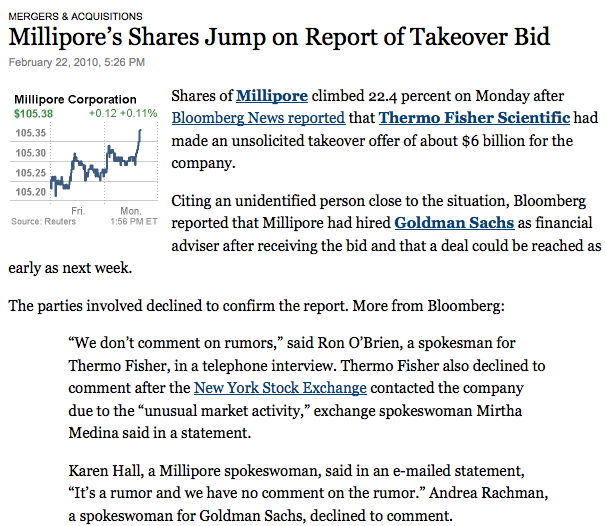 MERGERS & ACQUISITIONS
Millipore’s Shares Jump on Report of Takeover Bid
February 22, 2010, 5:26 PM
Millipore Corporation
$105.38 +0.12 +0.11%
105.35
105.30
105.25
105.20
Fri. Mon.
Source: Reuters 1:56 PM ET
Shares of Millipore climbed 22.4 percent on Monday after
Bloomberg News reported that Thermo Fisher Scientific had
made an unsolicited takeover offer of about $6 billion for the
company.
Citing an unidentified person close to the situation, Bloomberg
reported that Millipore had hired Goldman Sachs as financial
adviser after receiving the bid and that a deal could be reached as
early as next week.
The parties involved declined to confirm the report. More from Bloomberg:
“We don’t comment on rumors,” said Ron O’Brien, a spokesman for
Thermo Fisher, in a telephone interview. Thermo Fisher also declined to
comment after the New York Stock Exchange contacted the company
due to the “unusual market activity,” exchange spokeswoman Mirtha
Medina said in a statement.
Karen Hall, a Millipore spokeswoman, said in an e-mailed statement,
“It’s a rumor and we have no comment on the rumor.” Andrea Rachman,
a spokeswoman for Goldman Sachs, declined to comment.